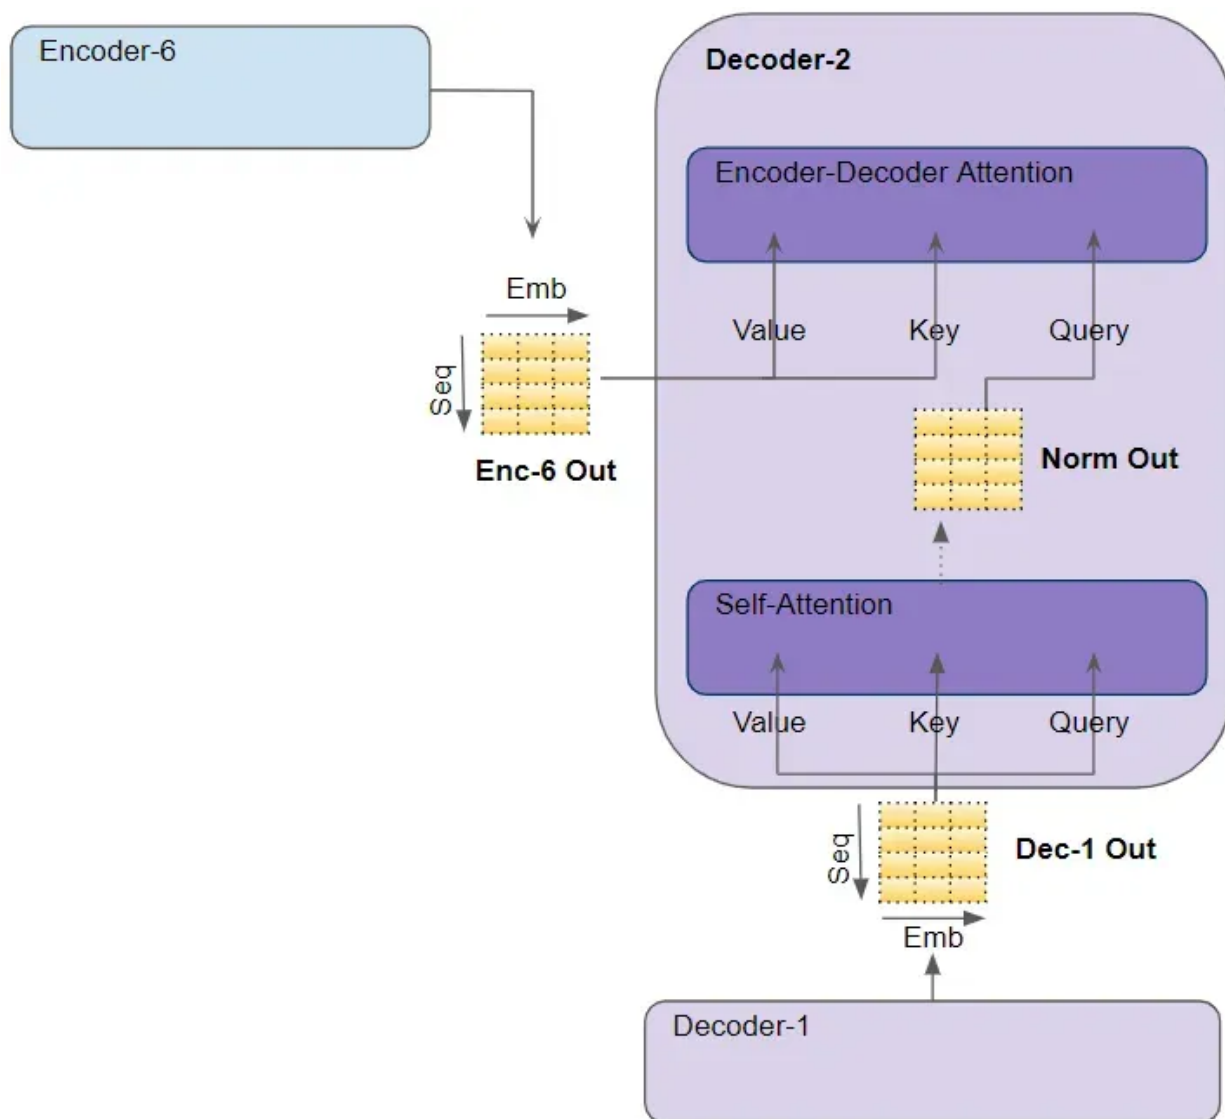 Encoder-6
Decoder-2
Encoder-Decoder Attention
Emb
Value
Key
Query
Seq
Enc-6 Out
Norm Out
Self-Attention
Value
Key
Query
Seq
Dec-1 Out
Emb
Decoder-1